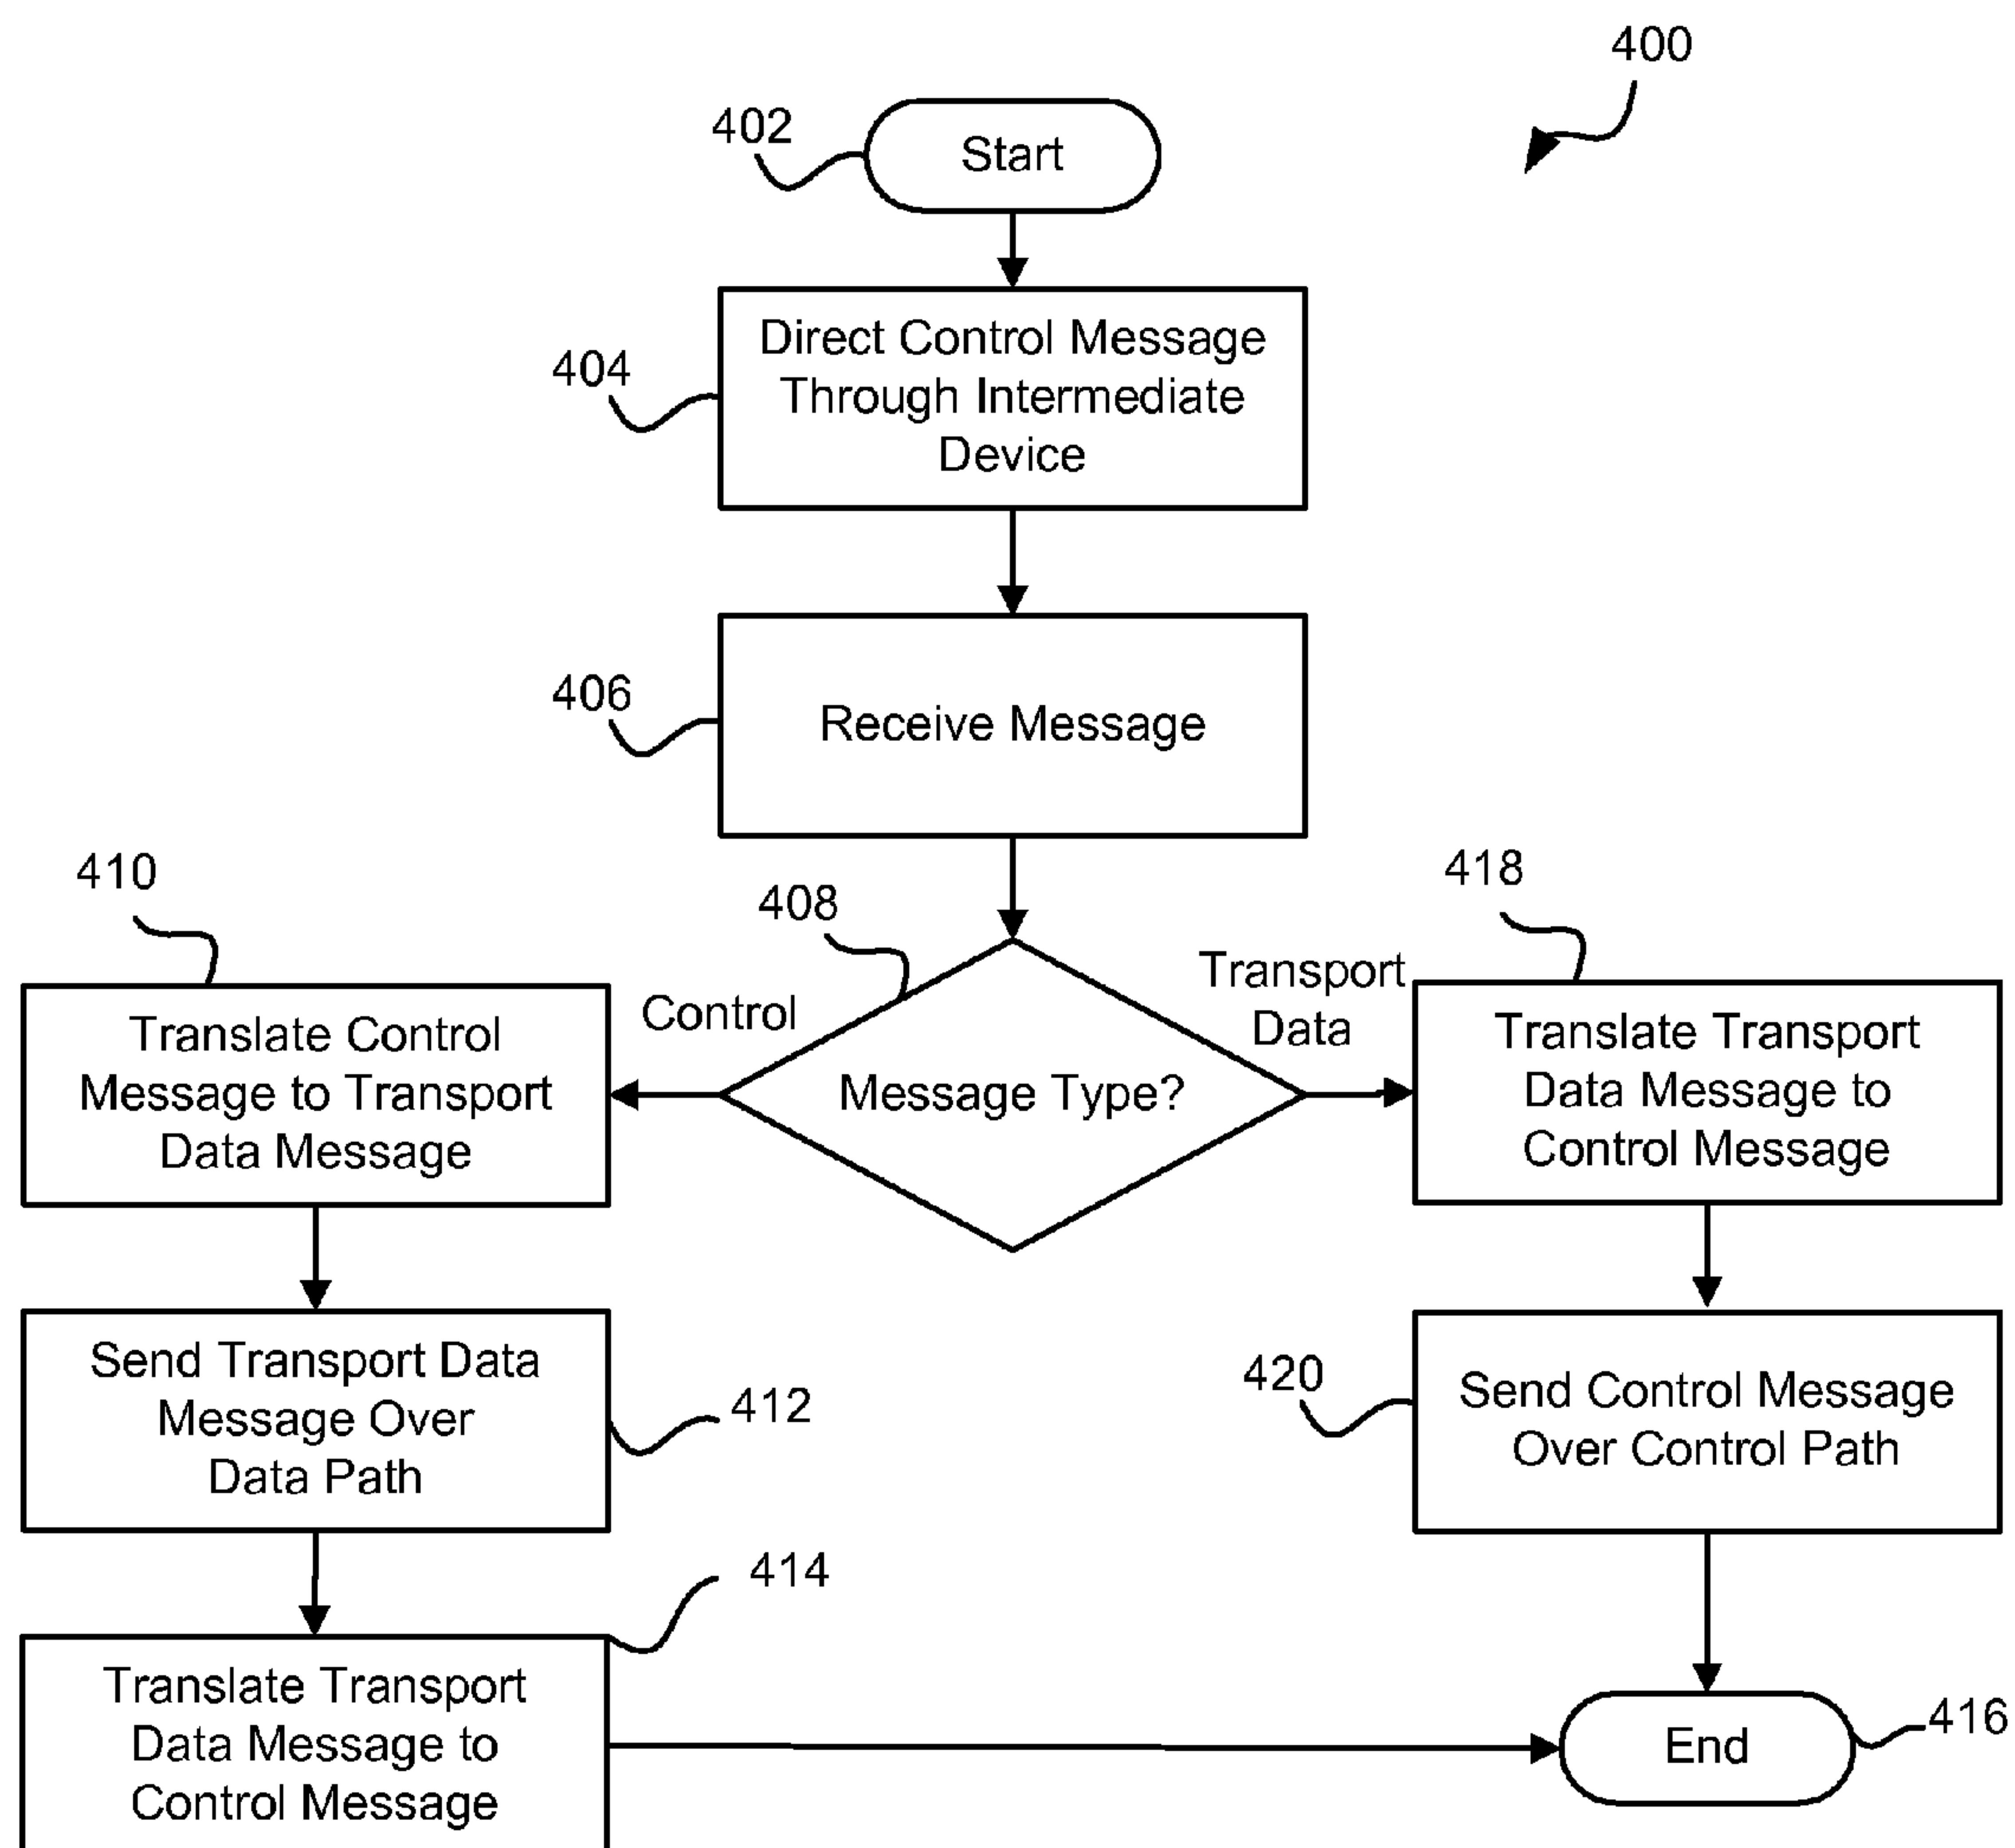 400
402
Start
404
Direct Control Message
Through Intermediate
Device
406
Receive Message
408
Message Type?
Control
Transport
Data
410
Translate Control
Message to Transport
Data Message
418
Translate Transport
Data Message to
Control Message
Send Transport Data
Message Over
Data Path
412
420
Send Control Message
Over Control Path
414
Translate Transport
Data Message to
Control Message
End
416